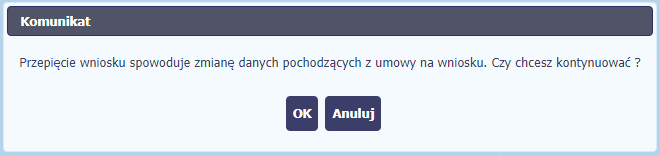 Komunikat
Przepięcie wniosku spowoduje zmianę danych pochodzących z umowy na wniosku. Czy chcesz kontynuować ?
OK Anuluj